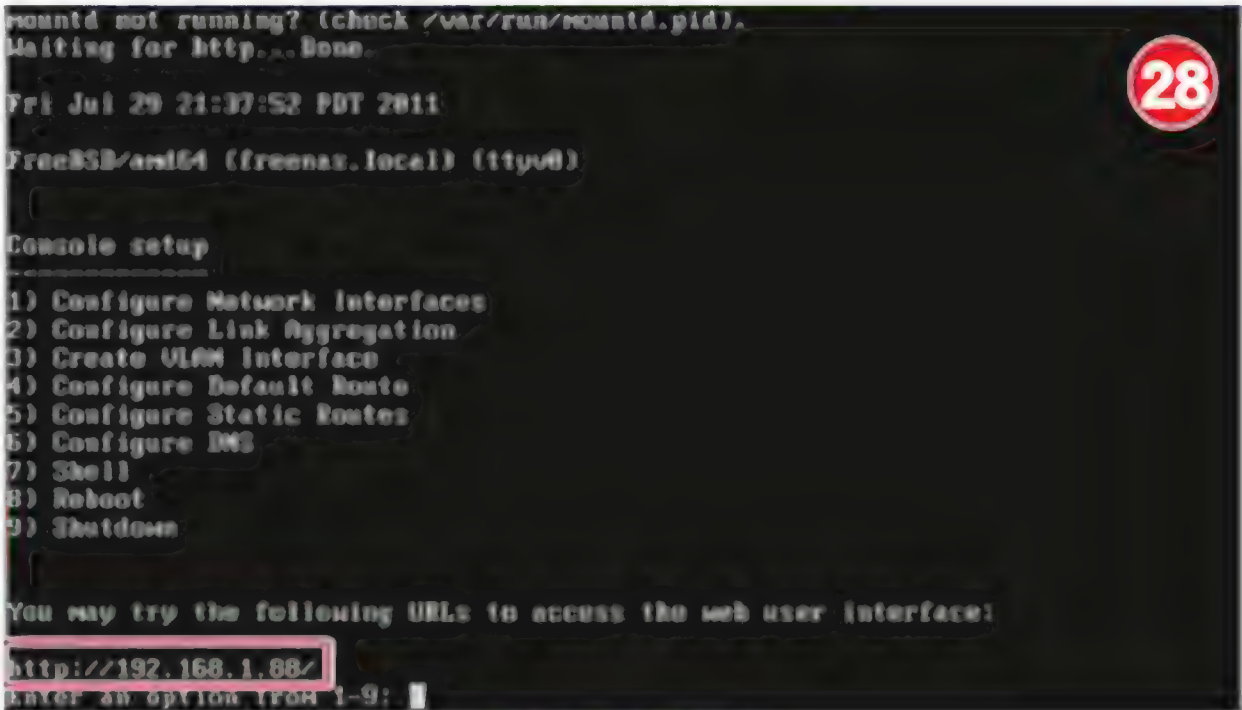 mountd not running? (check /var/run/mountd.pid).
Waiting for http... Done.
28
Fri Jul 29 21:37:52 PDT 2011
FreeBSD/amd64 (freenas.local) (ttyv0)
Console setup
-------------
1) Configure Network Interfaces
2) Configure Link Aggregation
3) Create VLAN Interface
4) Configure Default Route
5) Configure Static Routes
6) Configure DNS
7) Shell
8) Reboot
9) Shutdown
You may try the following URLs to access the web user interface:
http://192.168.1.88/
Enter an option from 1-9: